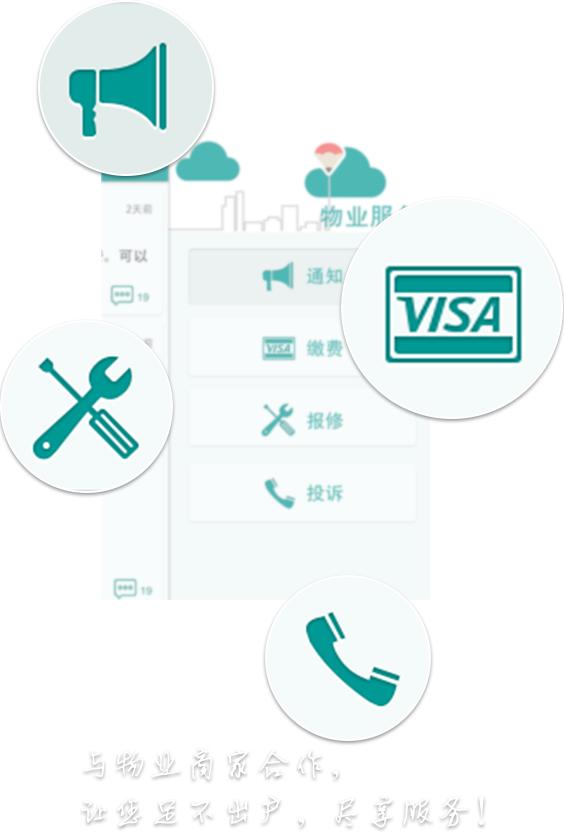 2天前
物业服
可以
通知
VISA
19
VISA 缴费
报修
投诉
19
与物业商家合作，
让您足不出户，尽享服务！